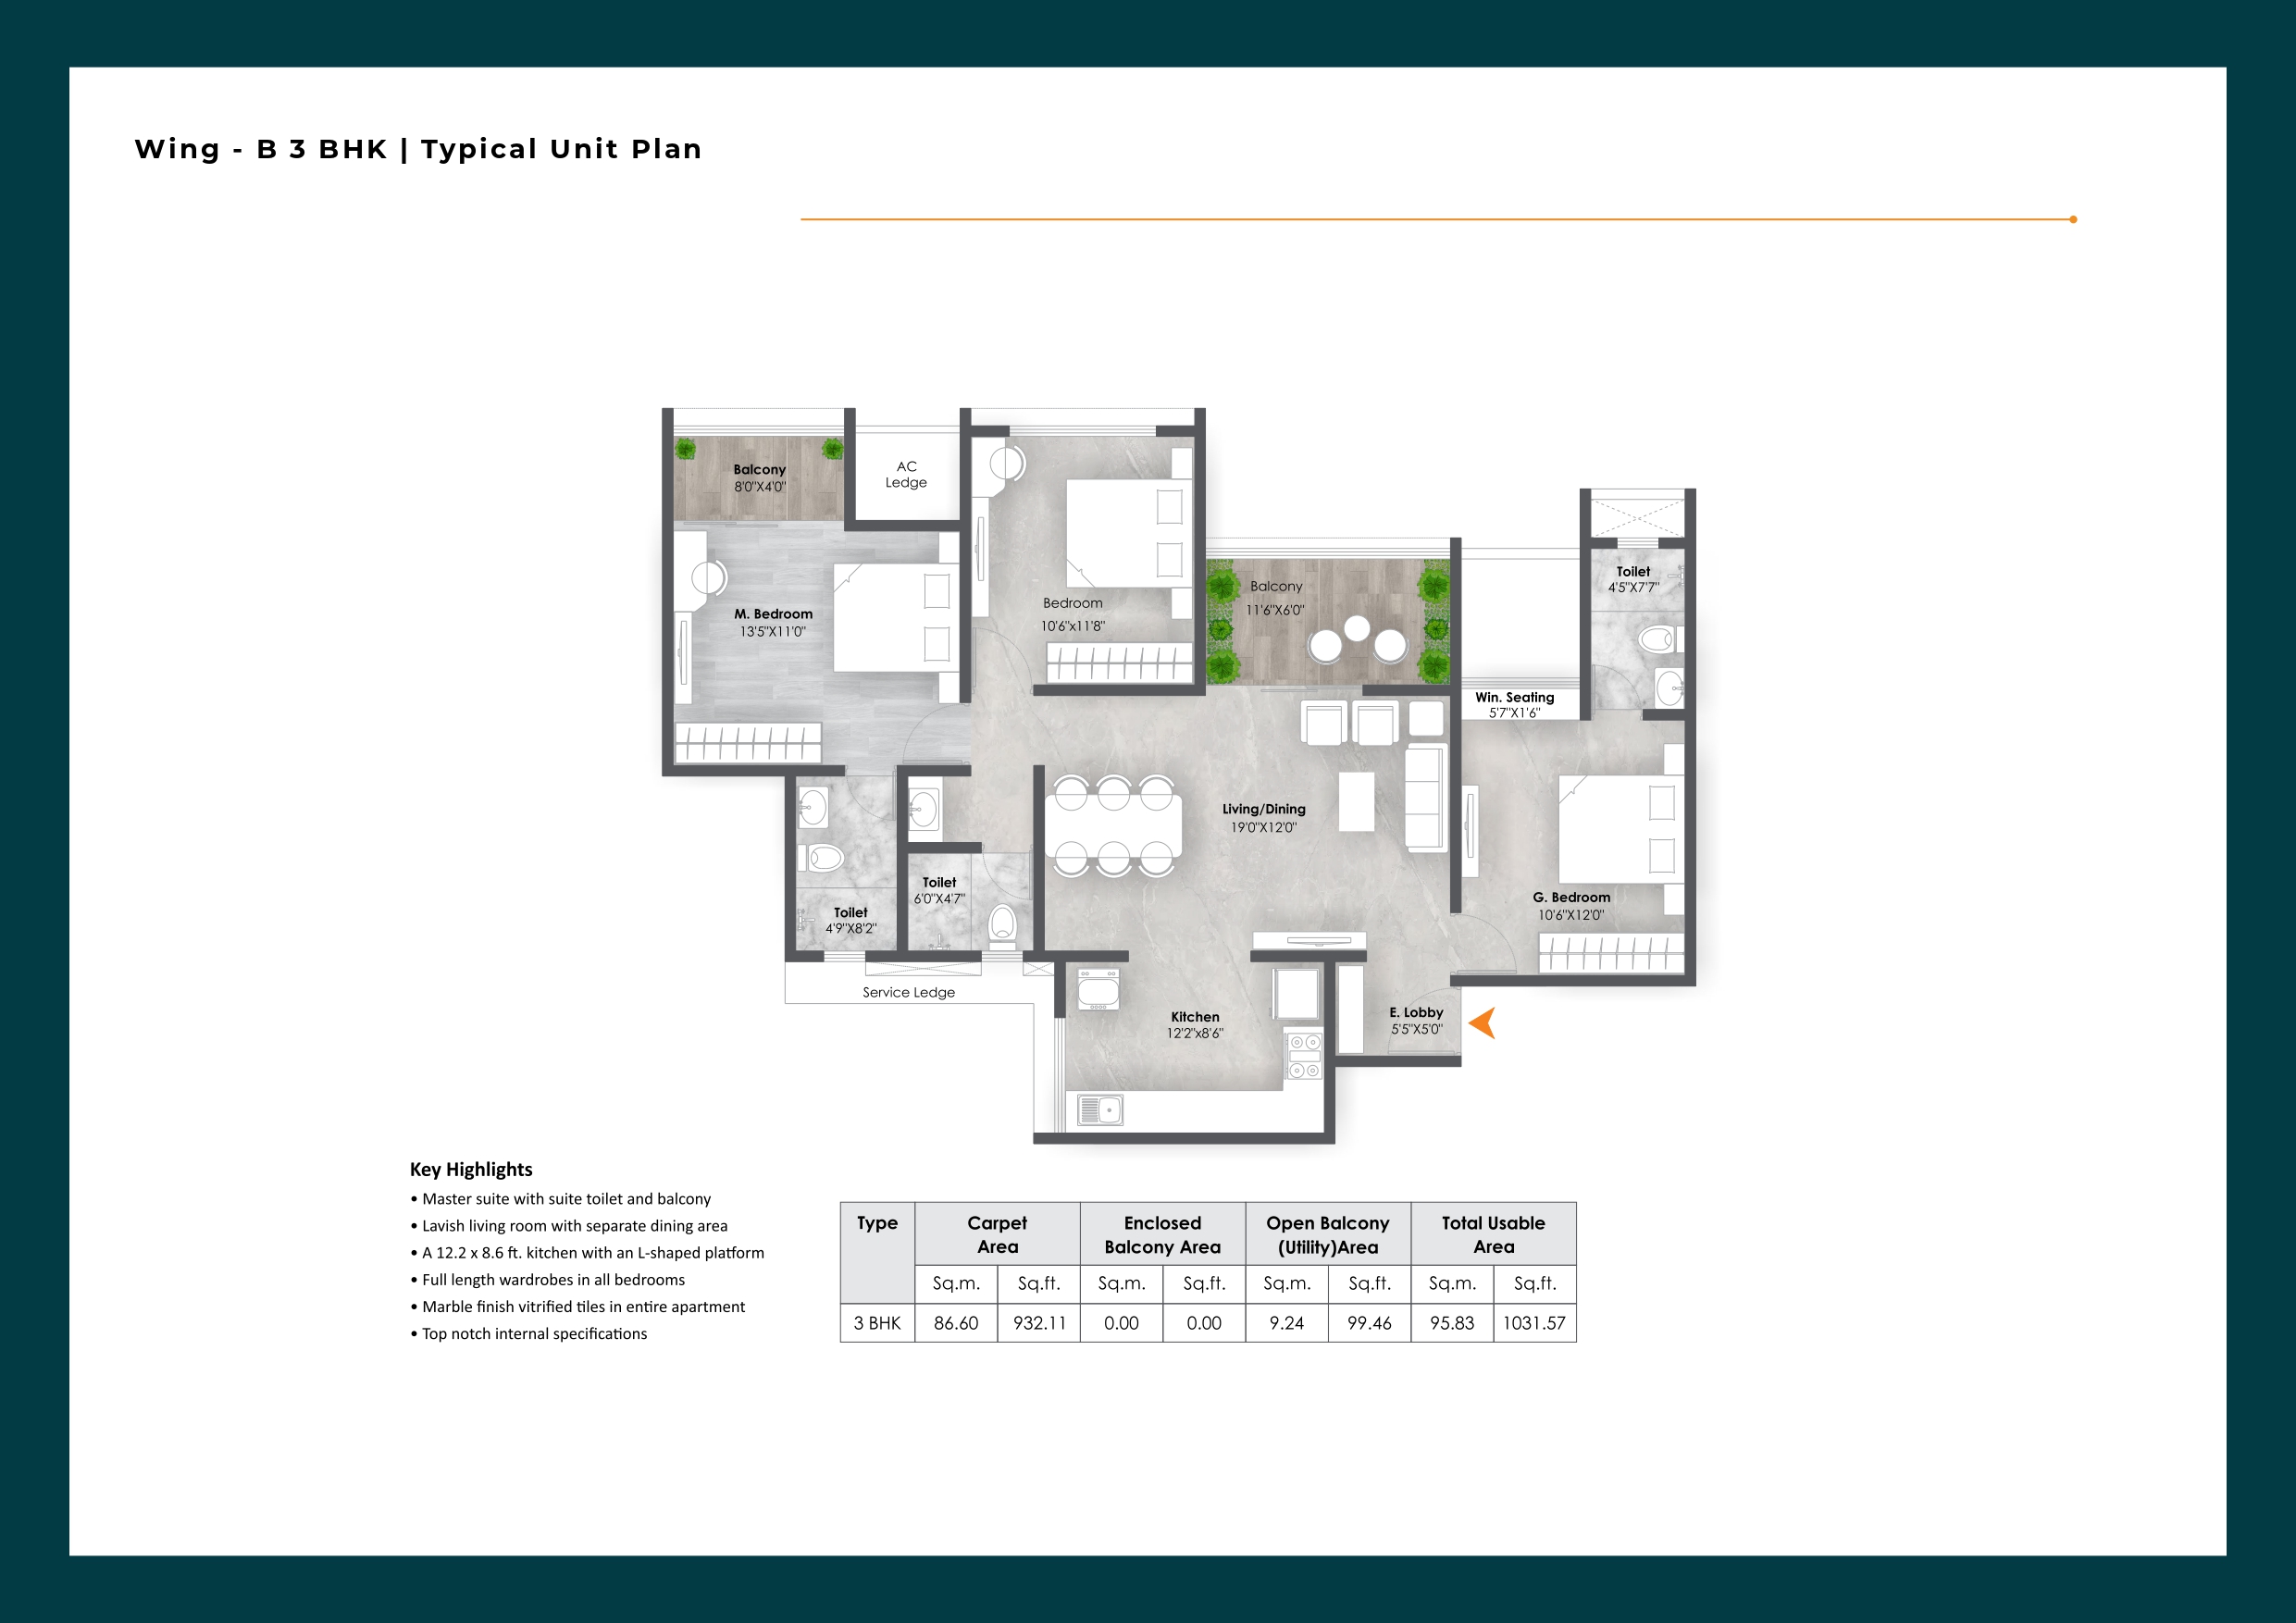 Wing - B 3 BHK | Typical Unit Plan
Balcony
8'0"X4'0"
AC
Ledge
M. Bedroom
13'5"X11'0"
Bedroom
10'6"x11'8"
Balcony
11'6"X6'0"
Toilet
4'5"X7'7"
Win. Seating
5'7"X1'6"
Living/Dining
19'0"X12'0"
G. Bedroom
10'6"X12'0"
Toilet
6'0"X4'7"
Toilet
4'9"X8'2"
Service Ledge
Kitchen
12'2"x8'6"
E. Lobby
5'5"X5'0"
Key Highlights
• Master suite with suite toilet and balcony
• Lavish living room with separate dining area
• A 12.2 x 8.6 ft. kitchen with an L-shaped platform
• Full length wardrobes in all bedrooms
• Marble finish vitrified tiles in entire apartment
• Top notch internal specifications
Type Carpet Area Enclosed Balcony Area Open Balcony (Utility)Area Total Usable Area
Sq.m. Sq.ft. Sq.m. Sq.ft. Sq.m. Sq.ft. Sq.m. Sq.ft.
3 BHK 86.60 932.11 0.00 0.00 9.24 99.46 95.83 1031.57